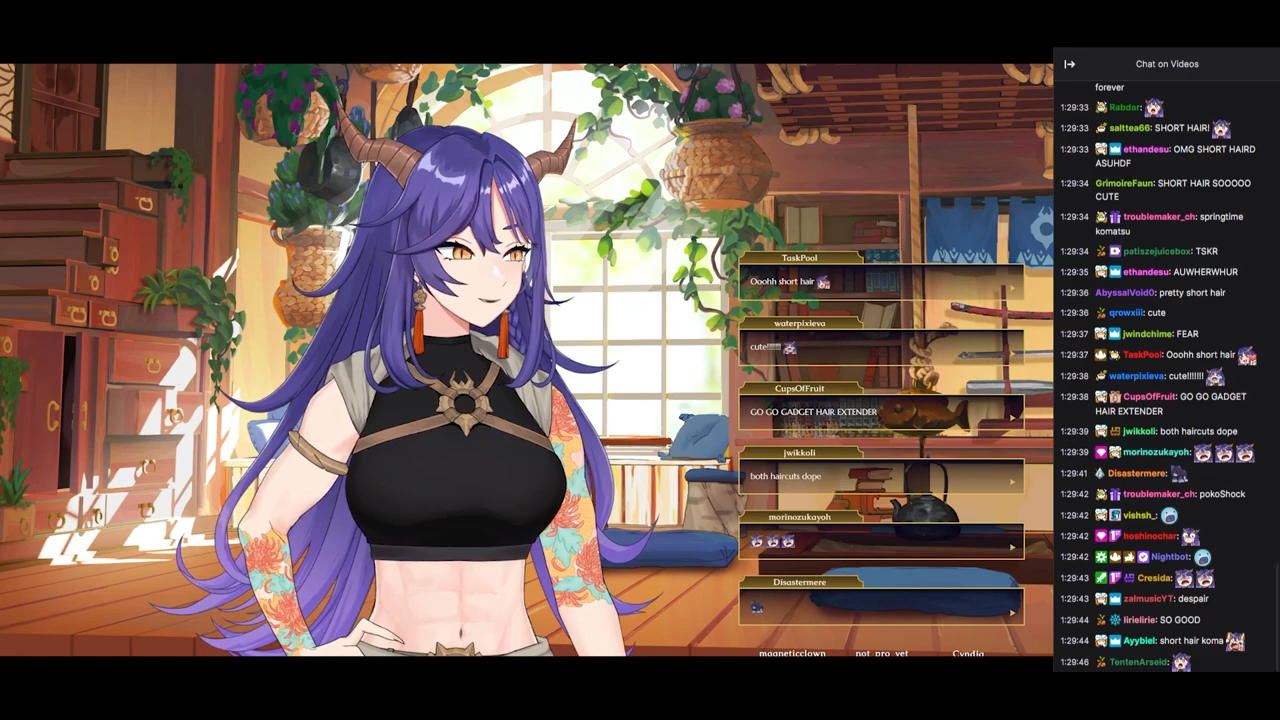 TaskPool
Ooohh short hair
waterpixieva
cute!!!!!!!
CupsOfFruit
GO GO GADGET HAIR EXTENDER
jwikkoli
both haircuts dope
morinozukayoh
Disastermere
magneticclown not_pro_yet Cyndia
Chat on Videos
forever
1:29:33 Rabdar:
1:29:33 salttea66: SHORT HAIR!
1:29:33 ethandesu: OMG SHORT HAIRD
ASUHDF
1:29:34 GrimoireFaun: SHORT HAIR SOOOOO
CUTE
1:29:34 troublemaker_ch: springtime
komatsu
1:29:34 patiszejuicebox: TSKR
1:29:35 ethandesu: AUWHERWHUR
1:29:36 AbyssalVoid0: pretty short hair
1:29:36 qrowxiii: cute
1:29:37 jwindchime: FEAR
1:29:37 TaskPool: Ooohh short hair
1:29:38 waterpixieva: cute!!!!!!!
1:29:38 CupsOfFruit: GO GO GADGET
HAIR EXTENDER
1:29:39 jwikkoli: both haircuts dope
1:29:39 morinozukayoh:
1:29:41 Disastermere:
1:29:42 troublemaker_ch: pokoShock
1:29:42 vishsh_:
1:29:42 hoshinochar:
1:29:42 Nightbot:
1:29:43 Cresida:
1:29:43 zalmusicYT: despair
1:29:44 lirielirie: SO GOOD
1:29:44 Ayybiel: short hair koma
1:29:46 TentenArseid: